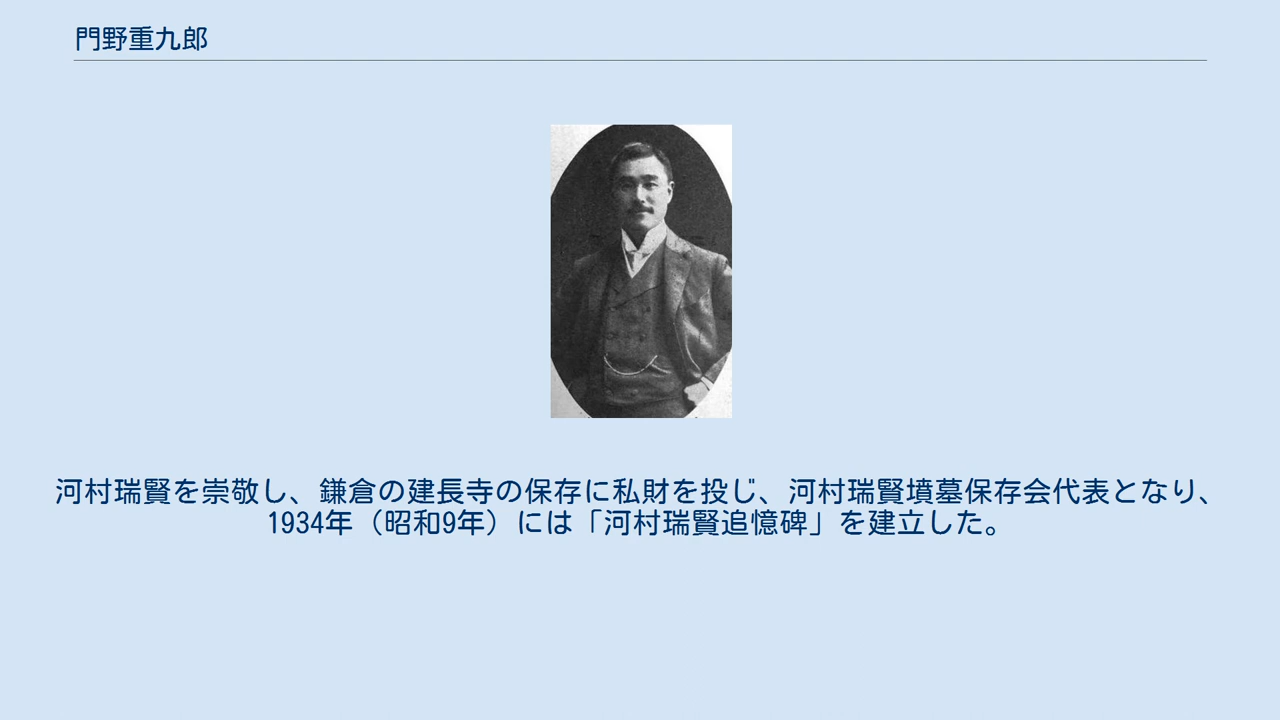 門野重九郎
河村瑞賢を崇敬し、鎌倉の建長寺の保存に私財を投じ、河村瑞賢墳墓保存会代表となり、
1934年（昭和9年）には「河村瑞賢追憶碑」を建立した。